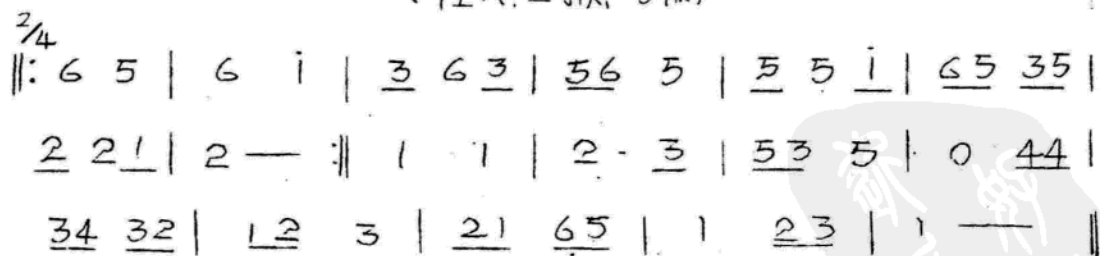 2/4
‖: 6 5 | 6 i | 3 6 3 | 56 5 | 5 5 i | 65 35 |
2 2 1 | 2 — :‖ 1 1 | 2 · 3 | 53 5 | 0 44 |
34 32 | 12 3 | 21 65 | 1 23 | 1 — ‖